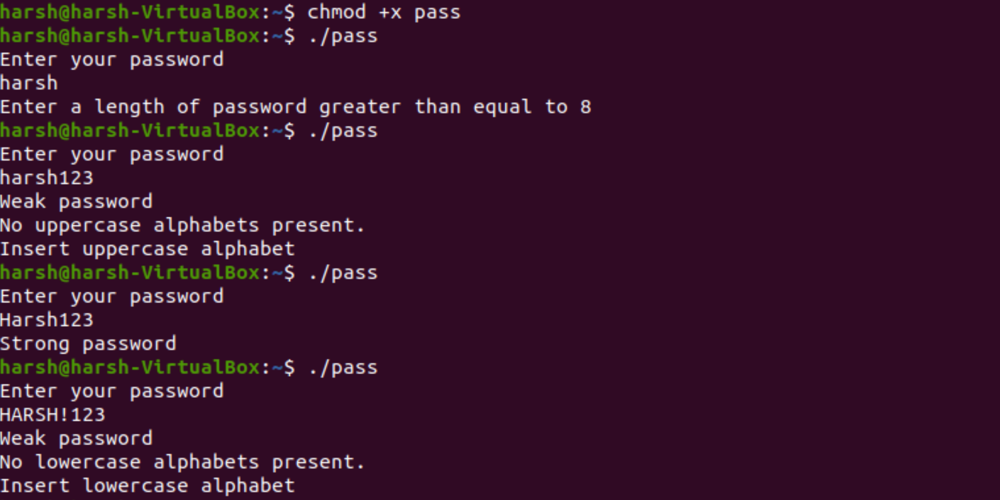 harsh@harsh-VirtualBox:~$ chmod +x pass
harsh@harsh-VirtualBox:~$ ./pass
Enter your password
harsh
Enter a length of password greater than equal to 8
harsh@harsh-VirtualBox:~$ ./pass
Enter your password
harsh123
Weak password
No uppercase alphabets present.
Insert uppercase alphabet
harsh@harsh-VirtualBox:~$ ./pass
Enter your password
Harsh123
Strong password
harsh@harsh-VirtualBox:~$ ./pass
Enter your password
HARSH!123
Weak password
No lowercase alphabets present.
Insert lowercase alphabet